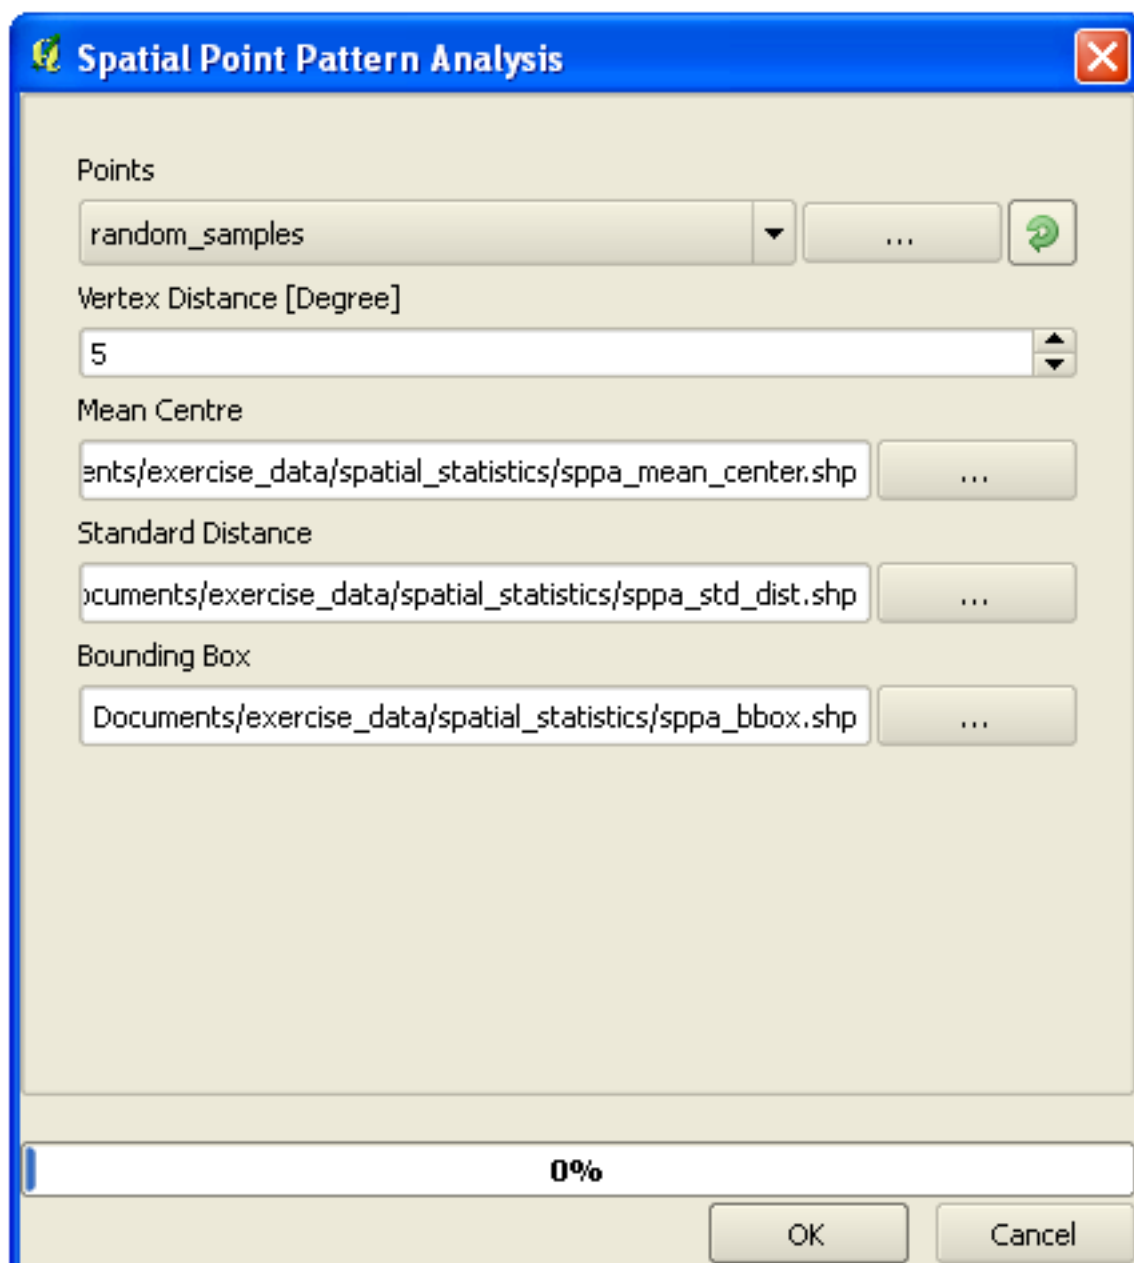 Spatial Point Pattern Analysis
Points
random_samples
...
Vertex Distance [Degree]
5
Mean Centre
ents/exercise_data/spatial_statistics/sppa_mean_center.shp
...
Standard Distance
ocuments/exercise_data/spatial_statistics/sppa_std_dist.shp
...
Bounding Box
Documents/exercise_data/spatial_statistics/sppa_bbox.shp
...
0%
OK
Cancel